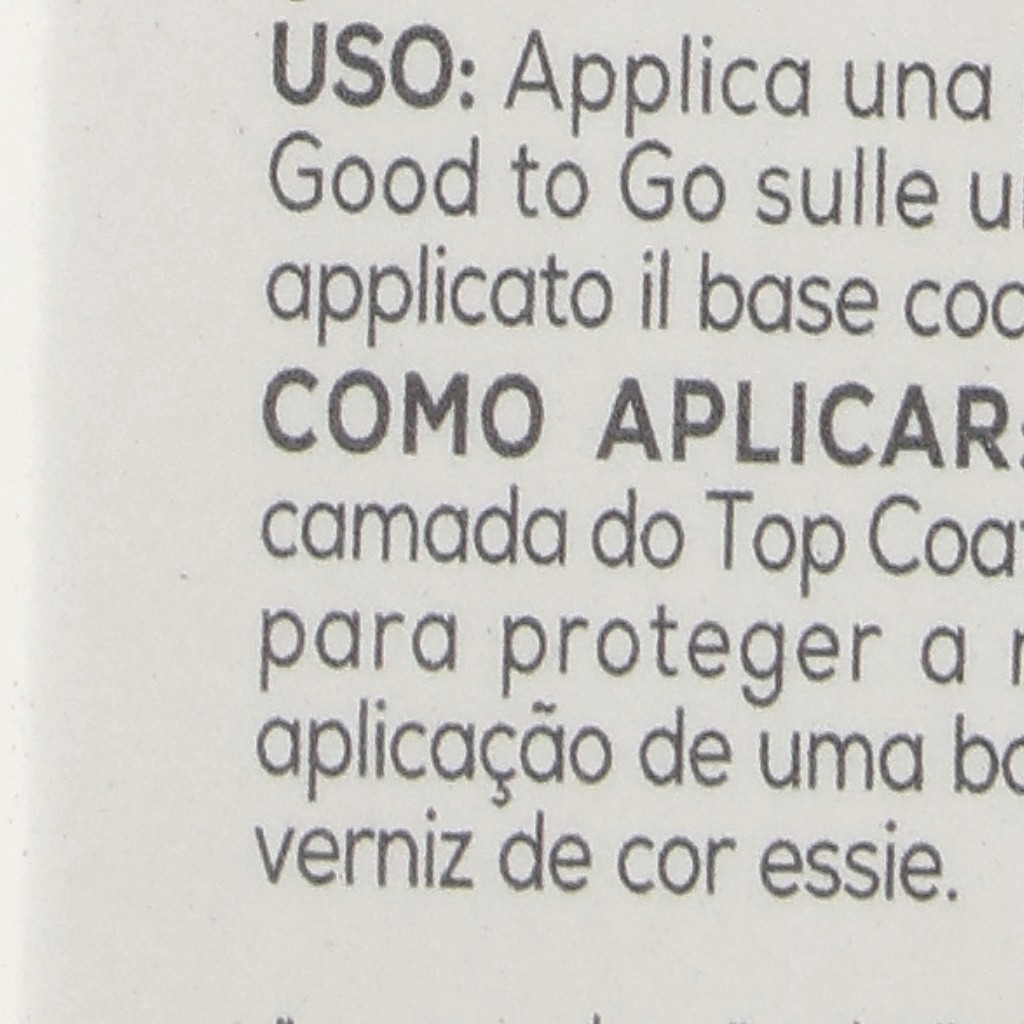 USO: Applica una
Good to Go sulle
applicato il base
COMO APLICAR:
camada do Top Coat
para proteger a
aplicação de uma
verniz de cor essie.